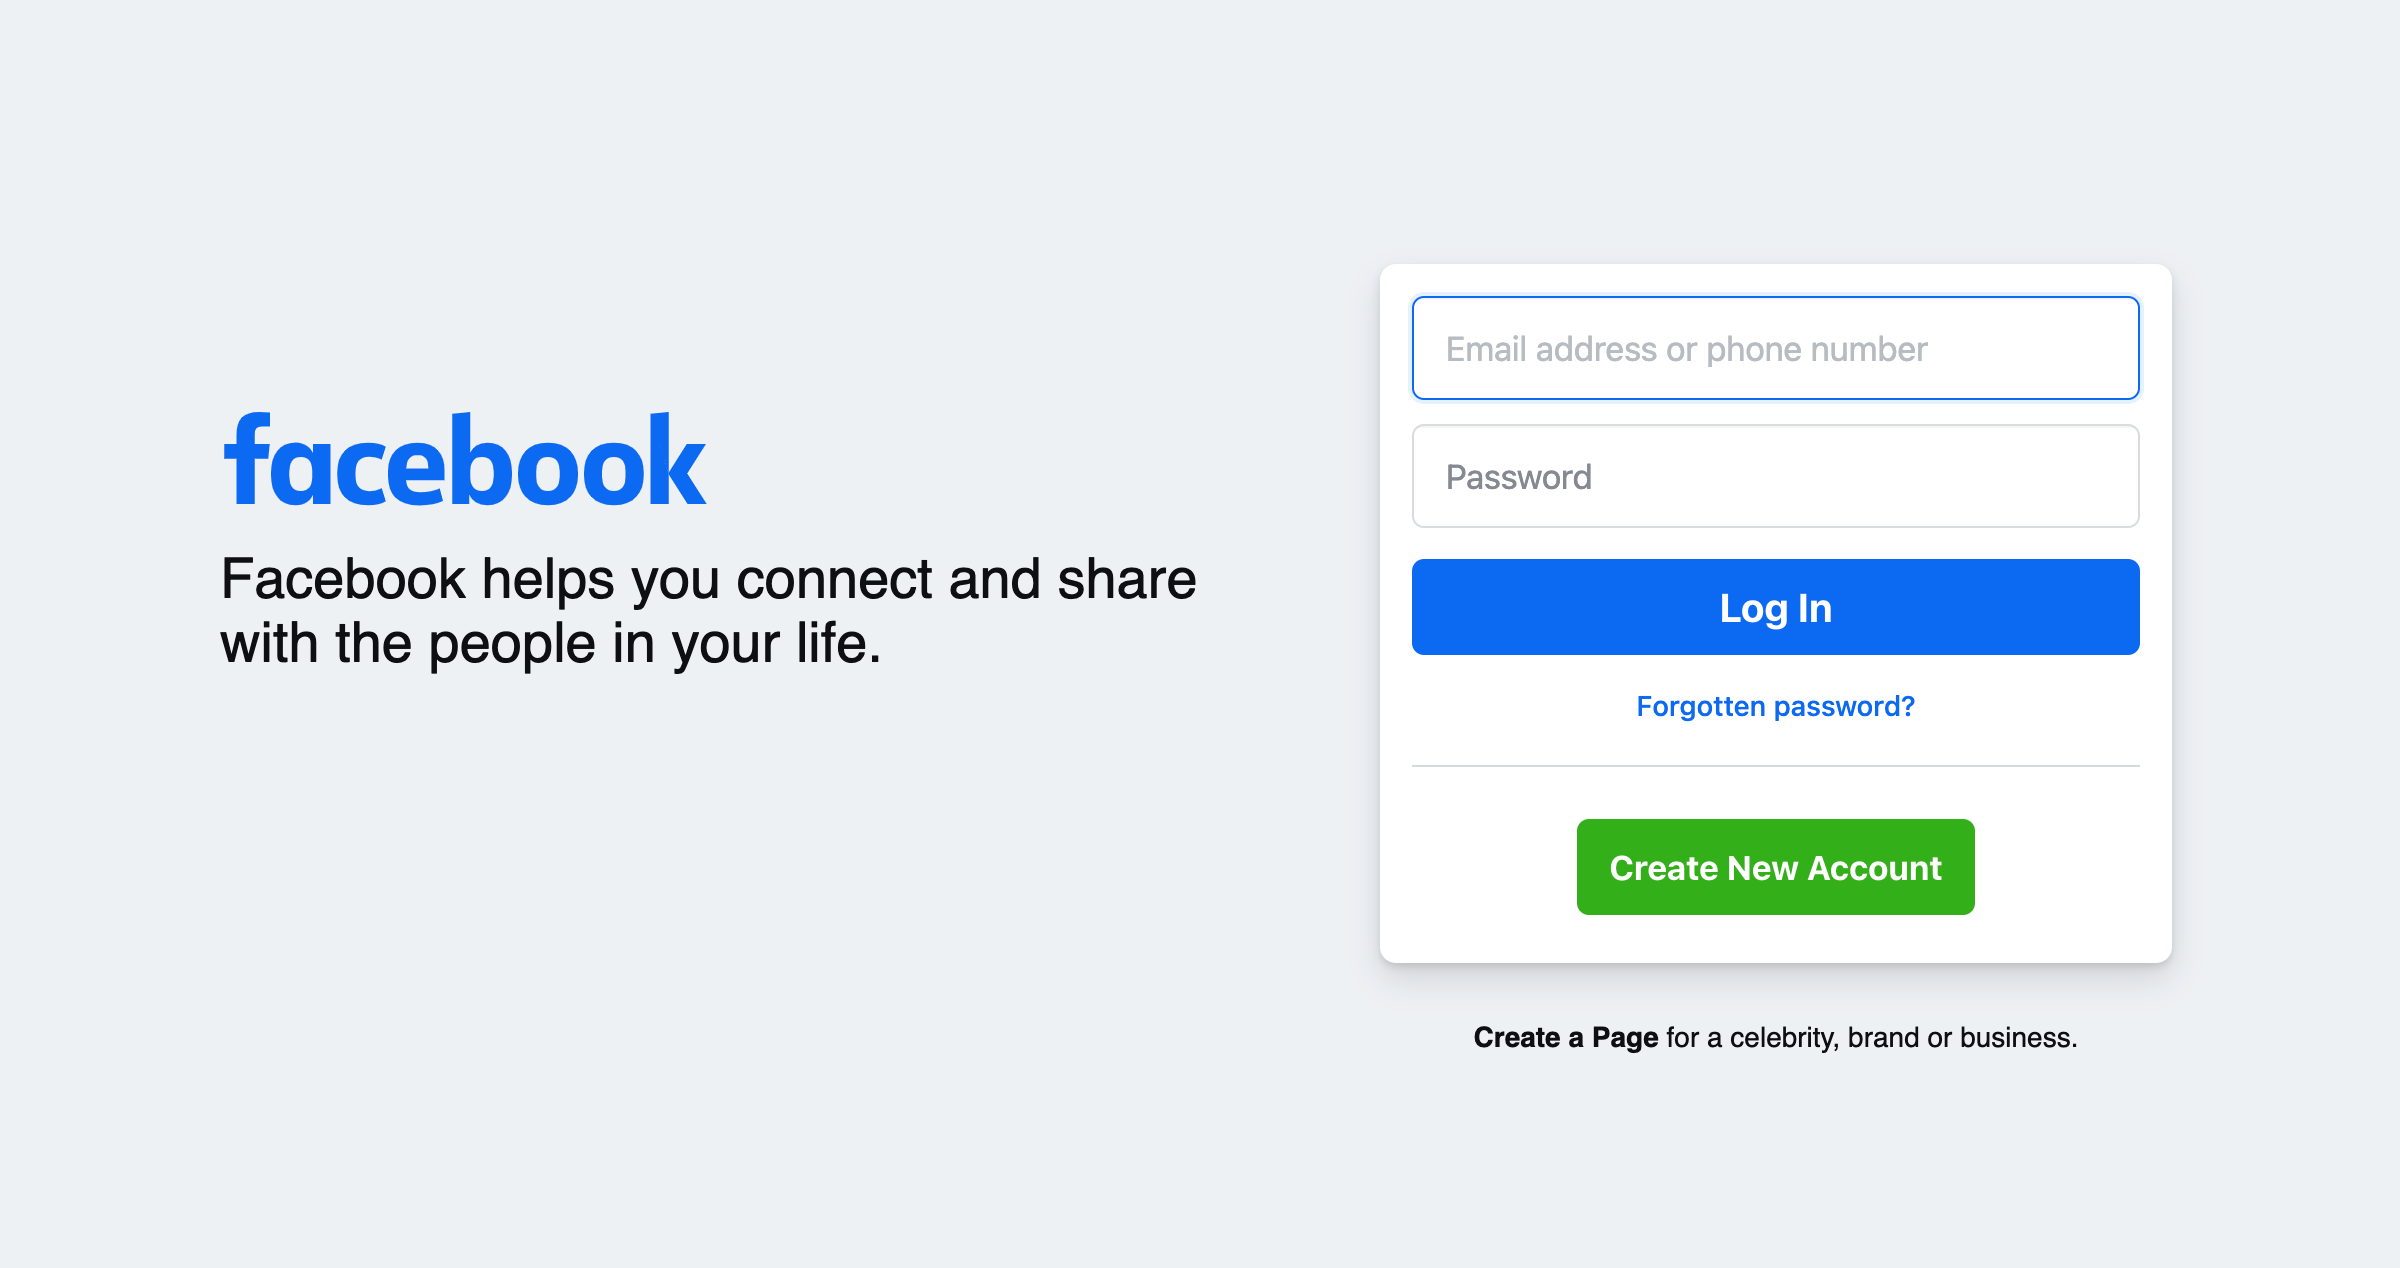 facebook
Facebook helps you connect and share
with the people in your life.
Email address or phone number
Password
Log In
Forgotten password?
Create New Account
Create a Page for a celebrity, brand or business.